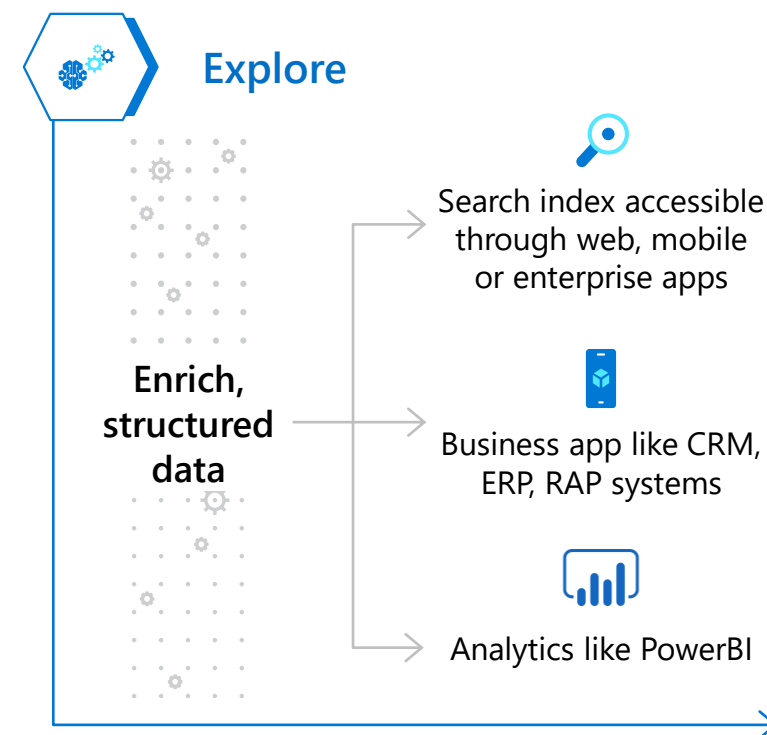 Explore
Search index accessible
through web, mobile
or enterprise apps
Enrich,
structured
data
Business app like CRM,
ERP, RAP systems
Analytics like PowerBI